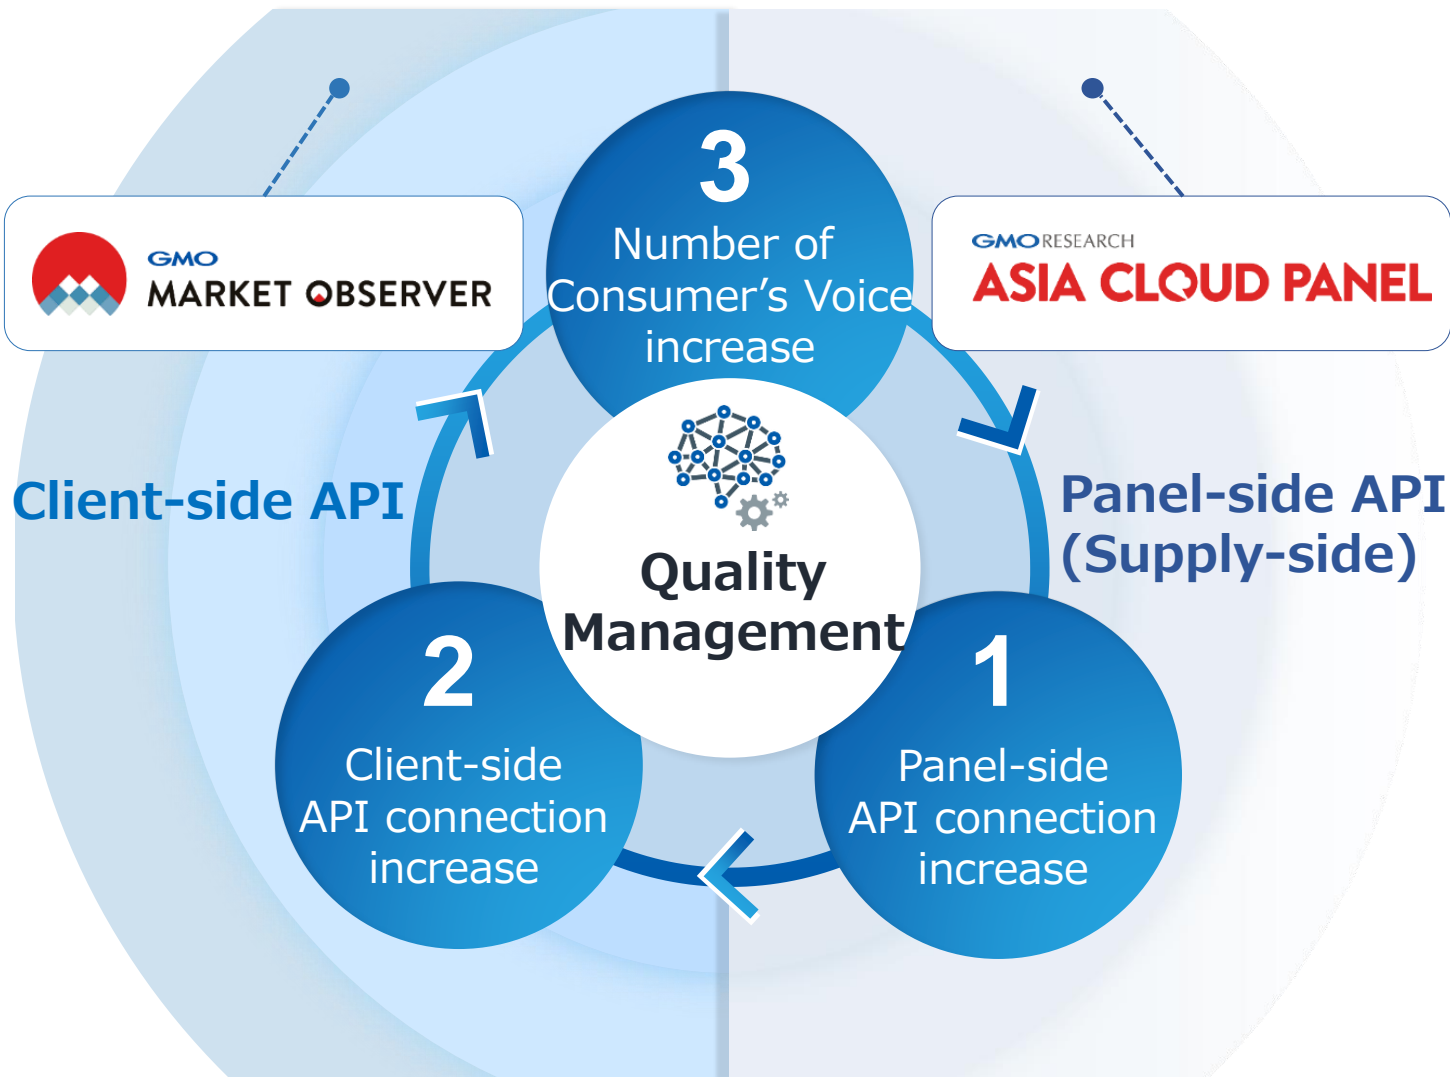 3
Number of
Consumer’s Voice
increase
GMO
MARKET OBSERVER
GMO RESEARCH
ASIA CLOUD PANEL
Client-side API
Panel-side API
(Supply-side)
Quality
Management
2
Client-side
API connection
increase
1
Panel-side
API connection
increase